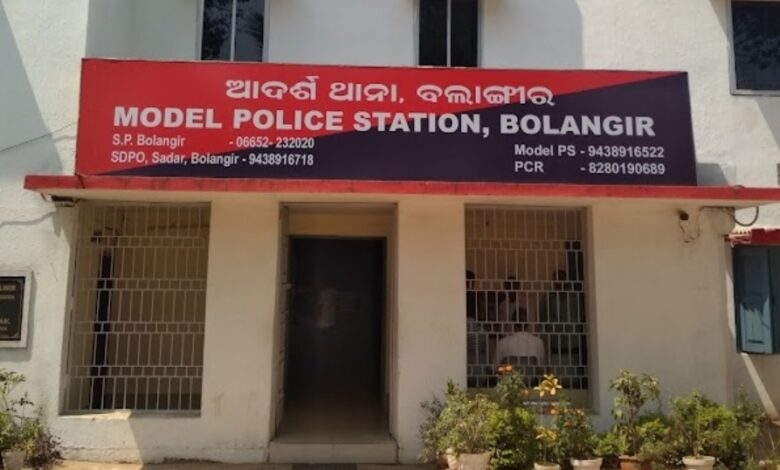 ଆଦର୍ଶ ଥାନା, ବଲାଙ୍ଗୀର
MODEL POLICE STATION, BOLANGIR
S.P. Bolangir - 06652- 232020
SDPO, Sadar, Bolangir - 9438916718
Model PS - 9438916522
PCR - 8280190689